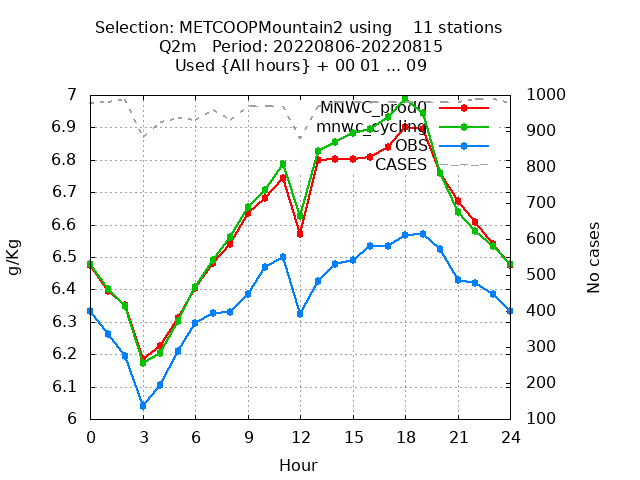 Selection: METCOOPMountain2 using    11 stations
Q2m   Period: 20220806-20220815
Used {All hours} + 00 01 ... 09
MNWC_prod0
mnwc_cycling
OBS
CASES
7
6.9
6.8
6.7
6.6
6.5
6.4
6.3
6.2
6.1
6
1000
900
800
700
600
500
400
300
200
100
g/Kg
No cases
0 3 6 9 12 15 18 21 24
Hour